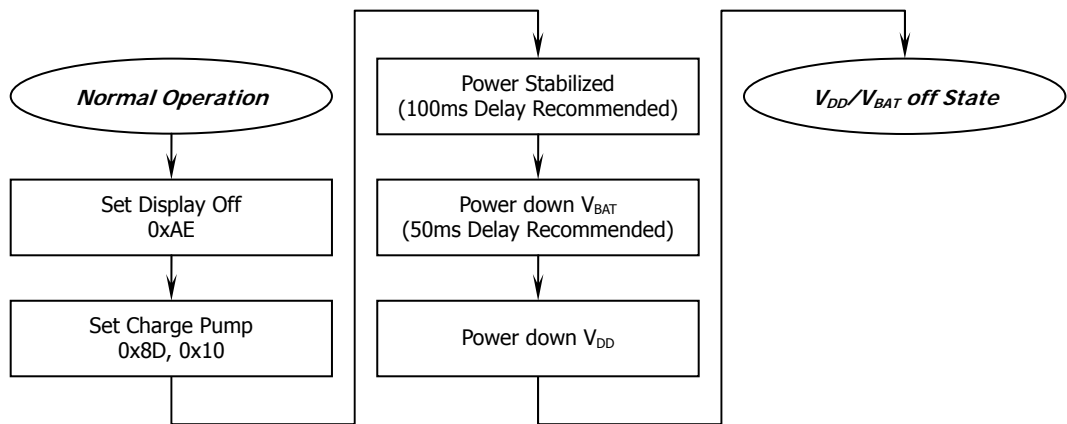 Normal Operation
Set Display Off
0xAE
Set Charge Pump
0x8D, 0x10
Power Stabilized
(100ms Delay Recommended)
Power down VBAT
(50ms Delay Recommended)
Power down VDD
VDD/VBAT off State